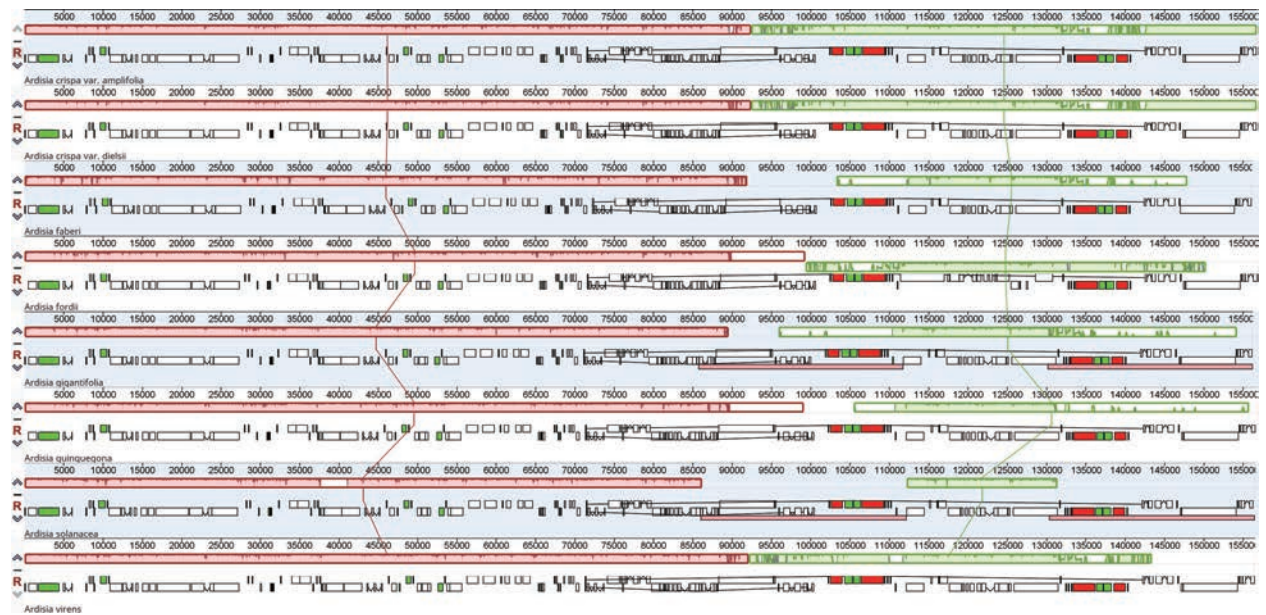 5000 10000 15000 20000 25000 30000 35000 40000 45000 50000 55000 60000 65000 70000 75000 80000 85000 90000 95000 100000 105000 110000 115000 120000 125000 130000 135000 140000 145000 150000 155000
R
Ardisia crispa var. amplifolia
5000 10000 15000 20000 25000 30000 35000 40000 45000 50000 55000 60000 65000 70000 75000 80000 85000 90000 95000 100000 105000 110000 115000 120000 125000 130000 135000 140000 145000 150000 155000
R
Ardisia crispa var. dielsii
5000 10000 15000 20000 25000 30000 35000 40000 45000 50000 55000 60000 65000 70000 75000 80000 85000 90000 95000 100000 105000 110000 115000 120000 125000 130000 135000 140000 145000 150000 155000
R
Ardisia faberi
5000 10000 15000 20000 25000 30000 35000 40000 45000 50000 55000 60000 65000 70000 75000 80000 85000 90000 95000 100000 105000 110000 115000 120000 125000 130000 135000 140000 145000 150000 155000
R
Ardisia fordii
5000 10000 15000 20000 25000 30000 35000 40000 45000 50000 55000 60000 65000 70000 75000 80000 85000 90000 95000 100000 105000 110000 115000 120000 125000 130000 135000 140000 145000 150000 155000
R
Ardisia gigantifolia
5000 10000 15000 20000 25000 30000 35000 40000 45000 50000 55000 60000 65000 70000 75000 80000 85000 90000 95000 100000 105000 110000 115000 120000 125000 130000 135000 140000 145000 150000 155000
R
Ardisia quinquegona
5000 10000 15000 20000 25000 30000 35000 40000 45000 50000 55000 60000 65000 70000 75000 80000 85000 90000 95000 100000 105000 110000 115000 120000 125000 130000 135000 140000 145000 150000 155000
R
Ardisia solanacea
5000 10000 15000 20000 25000 30000 35000 40000 45000 50000 55000 60000 65000 70000 75000 80000 85000 90000 95000 100000 105000 110000 115000 120000 125000 130000 135000 140000 145000 150000 155000
R
Ardisia virens